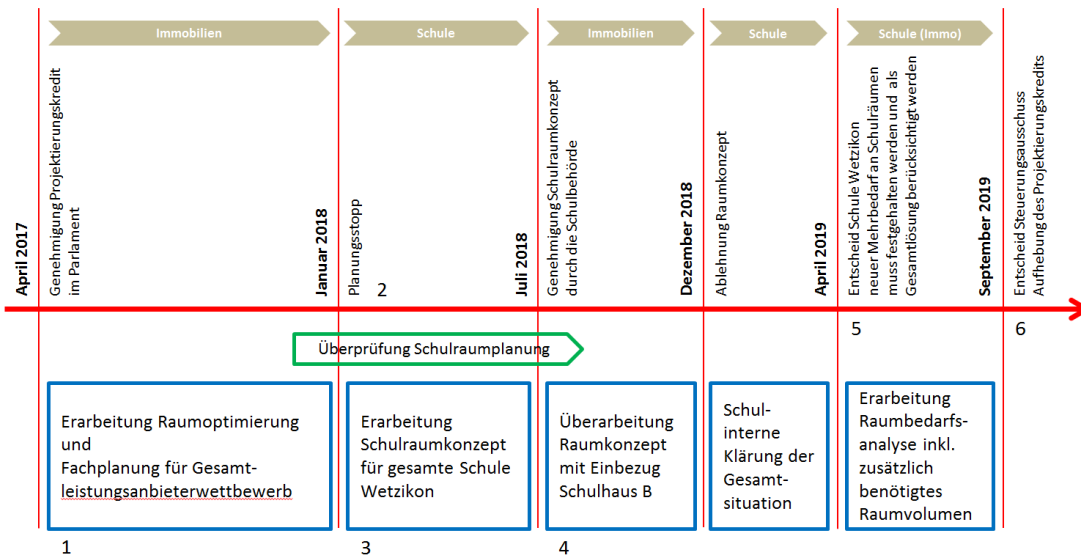 Immobilien
Schule
Immobilien
Schule
Schule (Immo)
April 2017
Genehmigung Projektierungskredit
im Parlament
Januar 2018
Planungsstopp
2
Juli 2018
Genehmigung Schulraumkonzept
durch die Schulbehörde
Dezember 2018
Ablehnung Raumkonzept
April 2019
Entscheid Schule Wetzikon
neuer Mehrbedarf an Schulräumen
muss festgehalten werden und als
Gesamtlösung berücksichtigt werden
September 2019
Entscheid Steuerungsausschuss
Aufhebung des Projektierungskredits
5
6
Überprüfung Schulraumplanung
Erarbeitung Raumoptimierung
und
Fachplanung für Gesamt-
leistungsanbieterwettbewerb
Erarbeitung
Schulraumkonzept
für gesamte Schule
Wetzikon
Überarbeitung
Raumkonzept
mit Einbezug
Schulhaus B
Schul-
interne
Klärung der
Gesamt-
situation
Erarbeitung
Raumbedarfs-
analyse inkl.
zusätzlich
benötigtes
Raumvolumen
1
3
4